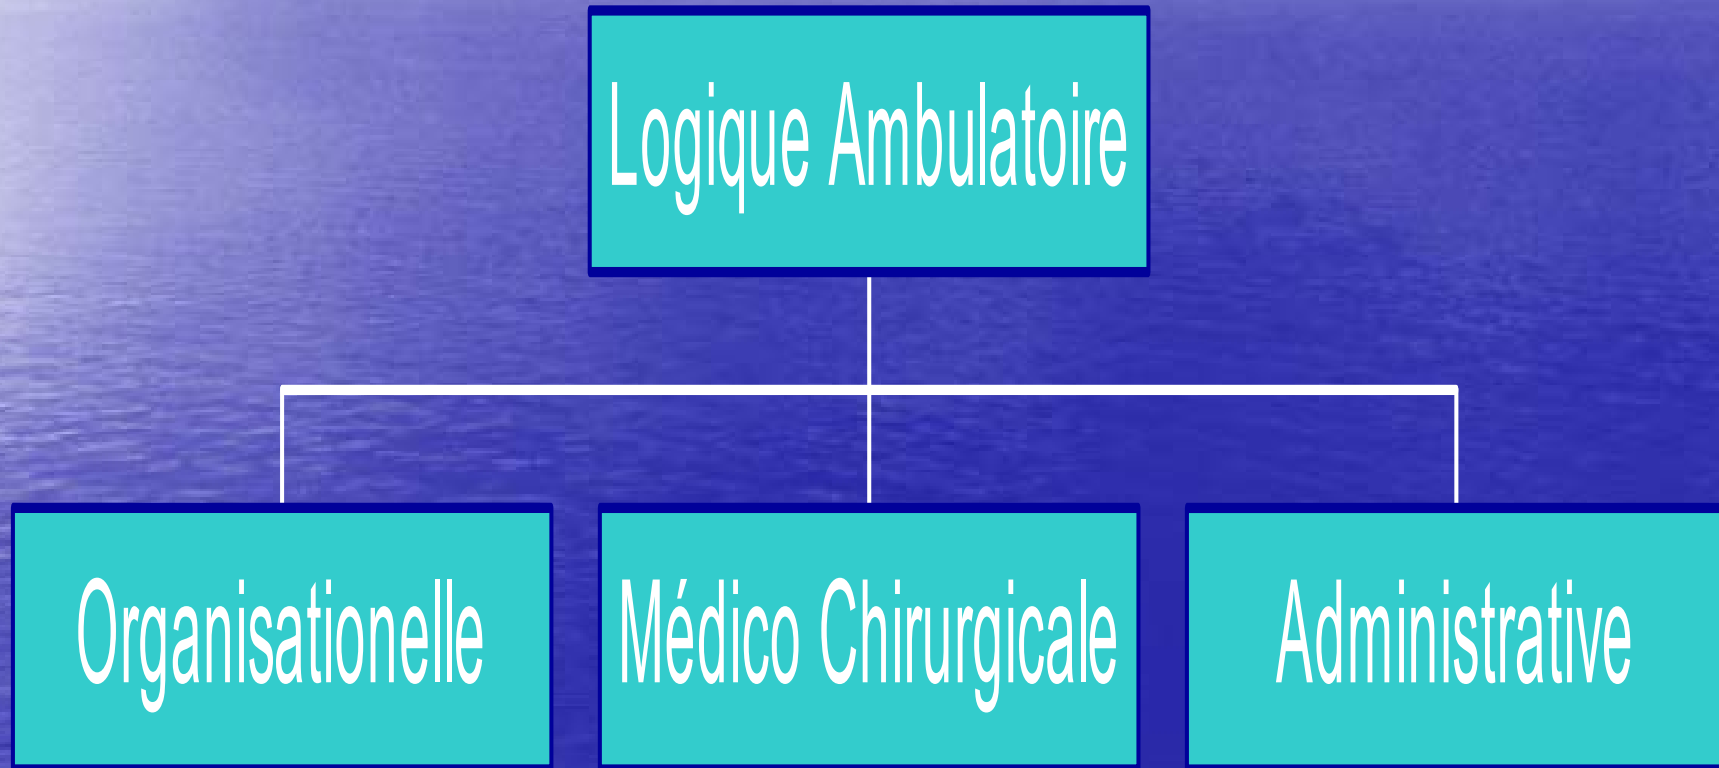 Logique Ambulatoire
Organisationelle
Médico Chirurgicale
Administrative